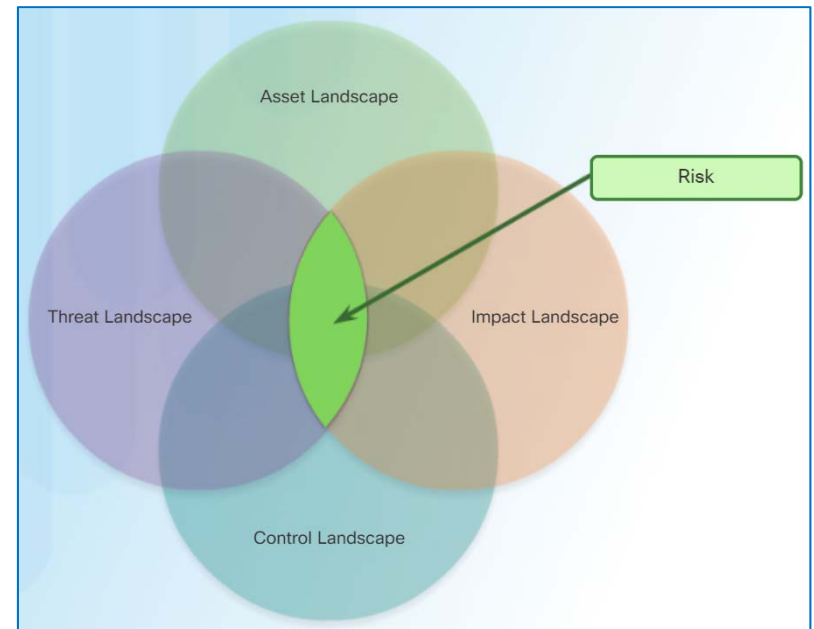 Asset Landscape
Risk
Threat Landscape
Impact Landscape
Control Landscape